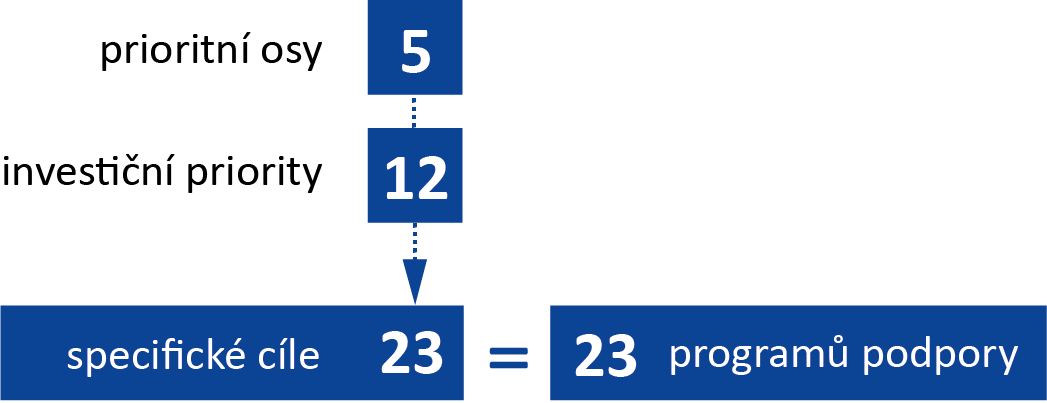 prioritní osy 5
investiční priority 12
specifické cíle 23 = 23 programů podpory